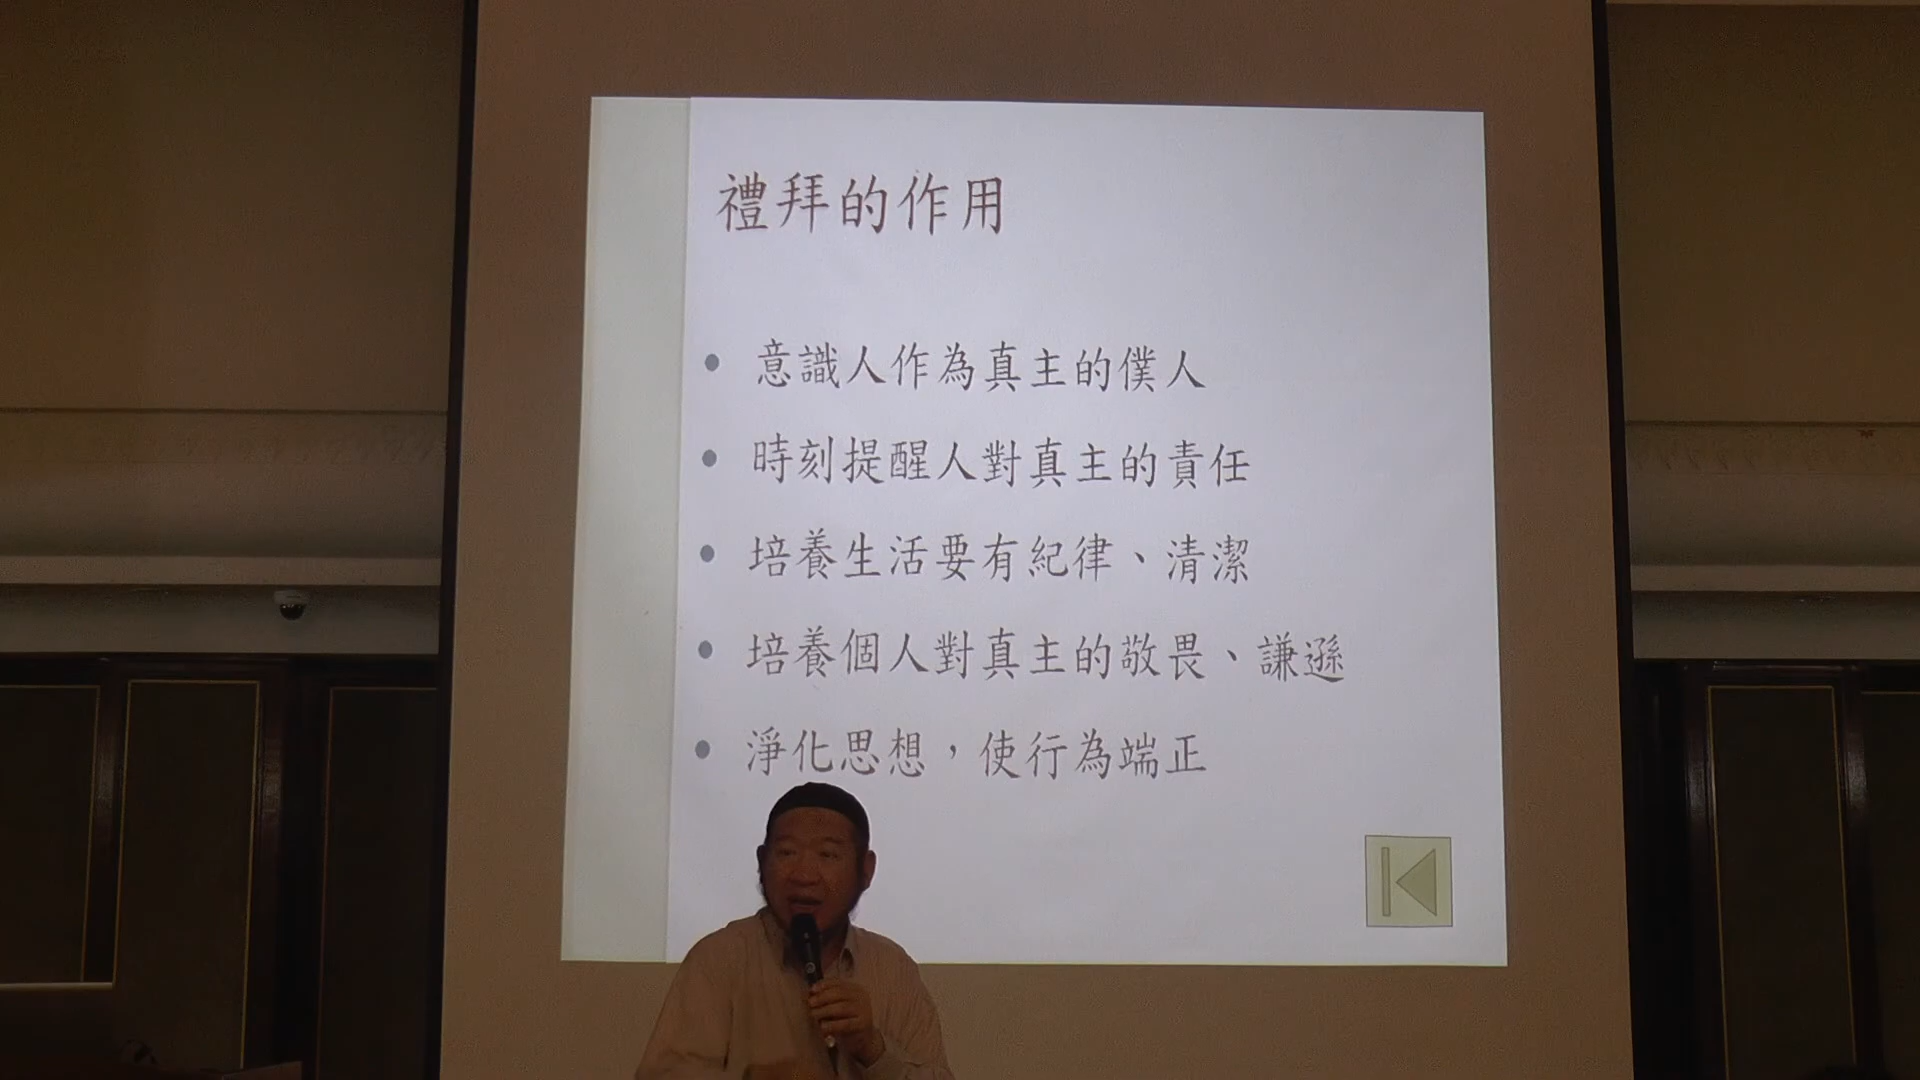 禮拜的作用
• 意識人作為真主的僕人
• 時刻提醒人對真主的責任
• 培養生活要有紀律、清潔
• 培養個人對真主的敬畏、謙遜
• 淨化思想，使行為端正